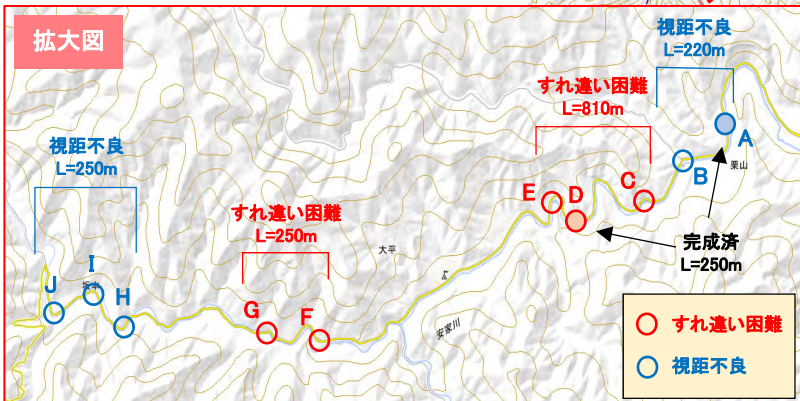 拡大図
視距不良
L=220m
すれ違い困難
L=810m
視距不良
L=250m
すれ違い困難
L=250m
A
B
C
D
E
F
G
H
I
J
栗山
大平
安家川
完成済
L=250m
すれ違い困難
視距不良